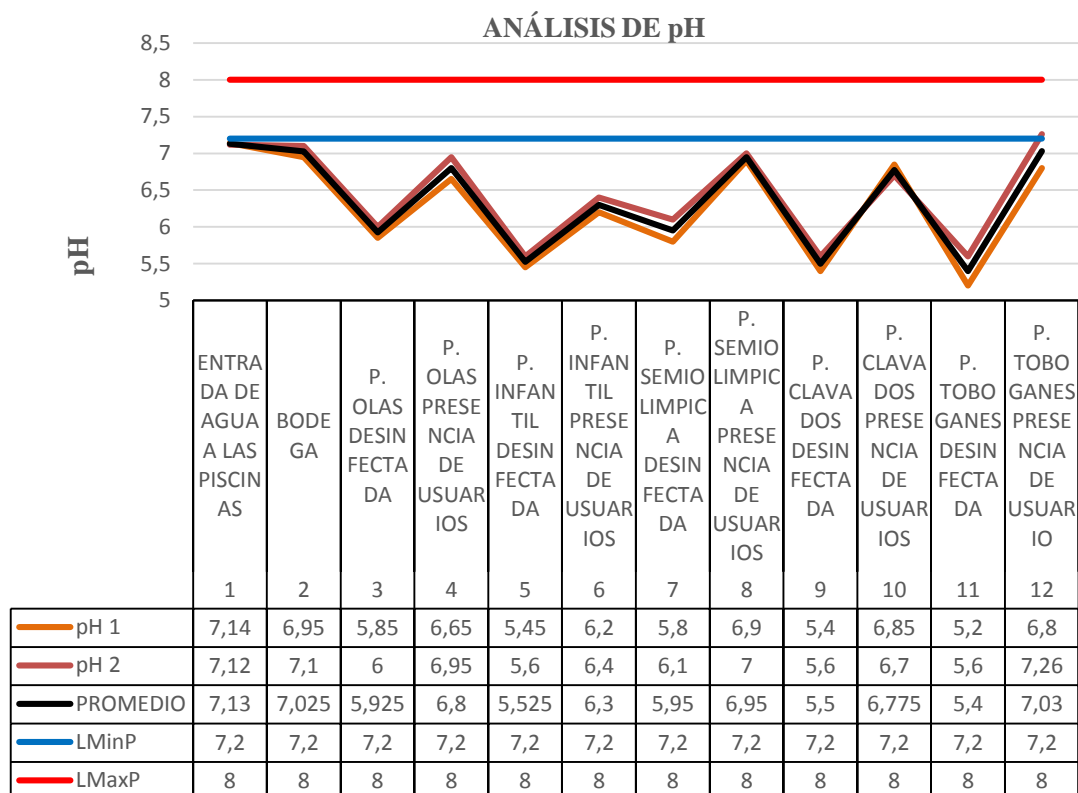 ANÁLISIS DE pH
8,5
8
7,5
7
6,5
6
5,5
5
pH
ENTRA
DA DE
AGUA
A LAS
PISCIN
AS
BODE
GA
P.
OLAS
DESIN
FECTA
DA
P.
OLAS
PRESE
NCIA
DE
USUAR
IOS
P.
INFAN
TIL
DESIN
FECTA
DA
P.
INFAN
TIL
PRESE
NCIA
DE
USUAR
IOS
P.
SEMIO
LIMPIC
A
DESIN
FECTA
DA
P.
SEMIO
LIMPIC
A
PRESE
NCIA
DE
USUAR
IOS
P.
CLAVA
DOS
DESIN
FECTA
DA
P.
CLAVA
DOS
PRESE
NCIA
DE
USUAR
IOS
P.
TOBO
GANES
DESIN
FECTA
DA
P.
TOBO
GANES
PRESE
NCIA
DE
USUAR
IO
1 2 3 4 5 6 7 8 9 10 11 12
pH 1 7,14 6,95 5,85 6,65 5,45 6,2 5,8 6,9 5,4 6,85 5,2 6,8
pH 2 7,12 7,1 6 6,95 5,6 6,4 6,1 7 5,6 6,7 5,6 7,26
PROMEDIO 7,13 7,025 5,925 6,8 5,525 6,3 5,95 6,95 5,5 6,775 5,4 7,03
LMinP 7,2 7,2 7,2 7,2 7,2 7,2 7,2 7,2 7,2 7,2 7,2 7,2
LMaxP 8 8 8 8 8 8 8 8 8 8 8 8